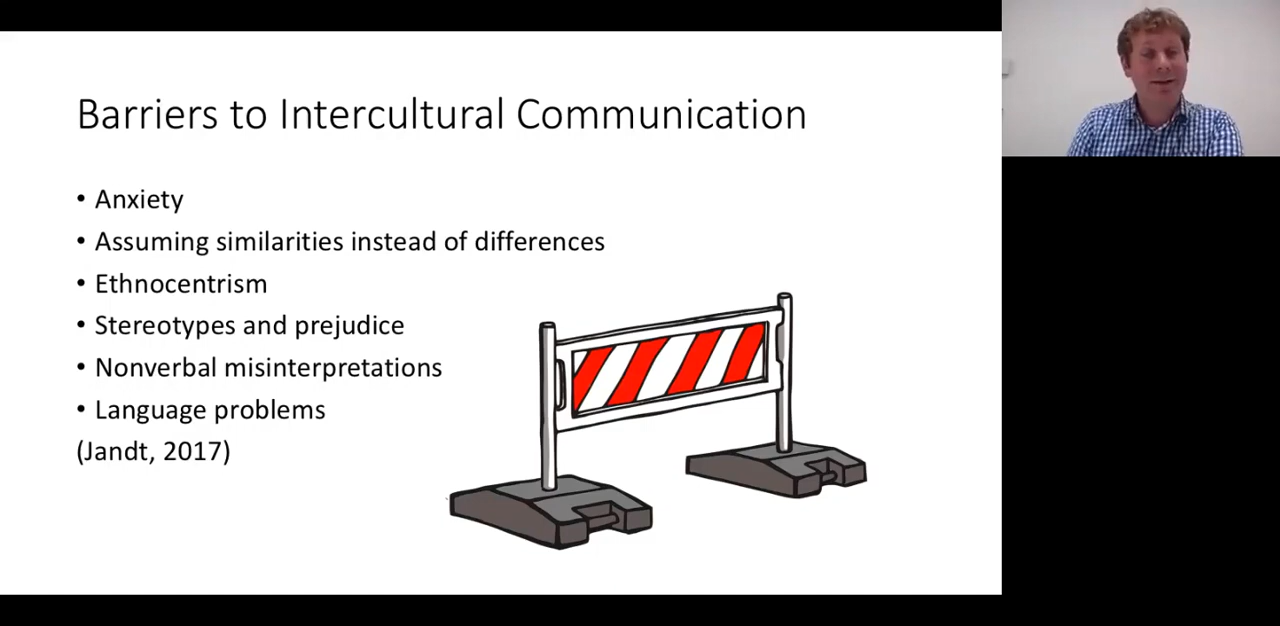 Barriers to Intercultural Communication
• Anxiety
• Assuming similarities instead of differences
• Ethnocentrism
• Stereotypes and prejudice
• Nonverbal misinterpretations
• Language problems
(Jandt, 2017)